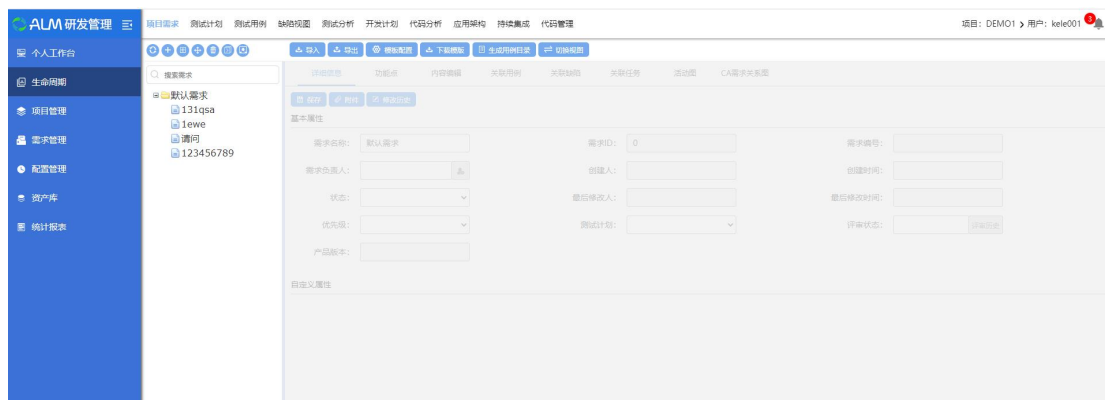 ALM 研发管理
项目需求 测试计划 测试用例 缺陷视图 测试分析 开发计划 代码分析 应用架构 持续集成 代码管理
项目: DEMO1 用户: kele001
3
个人工作台
生命周期
项目管理
需求管理
配置管理
资产库
统计报表
搜索需求
默认需求
131qsa
1ewe
请问
123456789
导入 导出 模板配置 下载模版 生成用例目录 切换视图
详细信息 功能点 内容编辑 关联用例 关联缺陷 关联任务 活动图 CA需求关系图
保存 附件 修改历史
基本属性
需求名称: 默认需求 需求ID: 0 需求编号:
需求负责人: 创建人: 创建时间:
状态: 最后修改人: 最后修改时间:
优先级: 测试计划: 评审状态: 评审历史
产品版本:
自定义属性